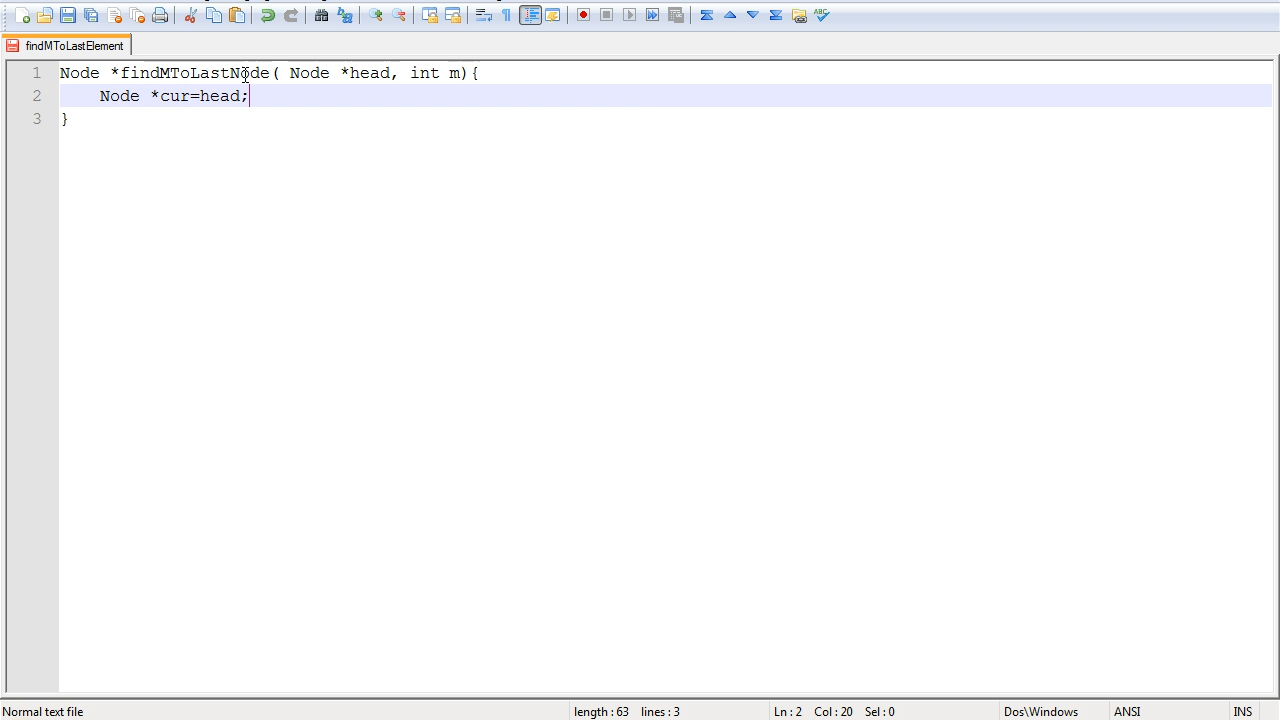 findMToLastElement
1 Node *findMToLastNode( Node *head, int m){
2     Node *cur=head;
3 }
Normal text file length : 63 lines : 3 Ln : 2 Col : 20 Sel : 0 Dos\Windows ANSI INS